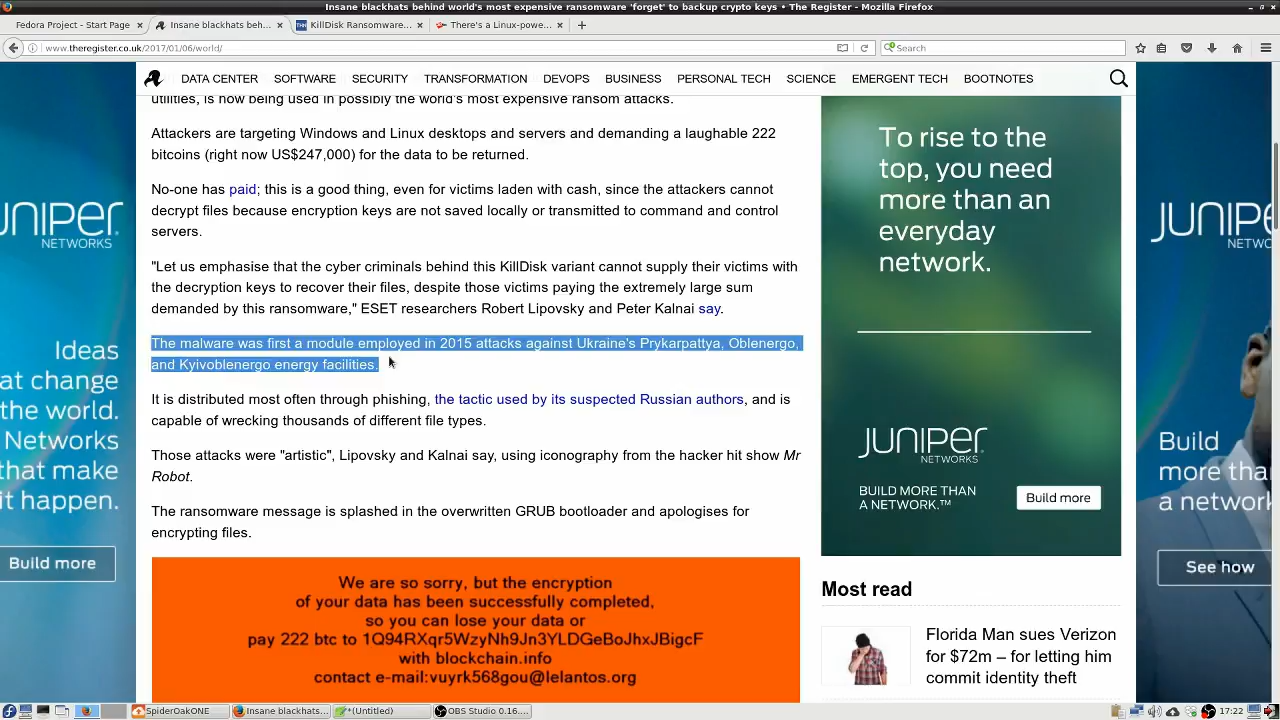 Insane blackhats behind world's most expensive ransomware 'forget' to backup crypto keys • The Register - Mozilla Firefox
Fedora Project - Start Page
Insane blackhats beh...
KillDisk Ransomware...
There's a Linux-powe...
www.theregister.co.uk/2017/01/06/world/
Search
DATA CENTER SOFTWARE SECURITY TRANSFORMATION DEVOPS BUSINESS PERSONAL TECH SCIENCE EMERGENT TECH BOOTNOTES
utilities, is now being used in possibly the world's most expensive ransom attacks.
Attackers are targeting Windows and Linux desktops and servers and demanding a laughable 222
bitcoins (right now US$247,000) for the data to be returned.
No-one has paid; this is a good thing, even for victims laden with cash, since the attackers cannot
decrypt files because encryption keys are not saved locally or transmitted to command and control
servers.
"Let us emphasise that the cyber criminals behind this KillDisk variant cannot supply their victims with
the decryption keys to recover their files, despite those victims paying the extremely large sum
demanded by this ransomware," ESET researchers Robert Lipovsky and Peter Kalnai say.
The malware was first a module employed in 2015 attacks against Ukraine's Prykarpattya, Oblenergo,
and Kyivoblenergo energy facilities.
It is distributed most often through phishing, the tactic used by its suspected Russian authors, and is
capable of wrecking thousands of different file types.
Those attacks were "artistic", Lipovsky and Kalnai say, using iconography from the hacker hit show Mr
Robot.
The ransomware message is splashed in the overwritten GRUB bootloader and apologises for
encrypting files.
We are so sorry, but the encryption
of your data has been successfully completed,
so you can lose your data or
pay 222 btc to 1Q94RXqr5WzyNh9Jn3YLDGeBoJhxJBigcF
with blockchain.info
contact e-mail:vuyrk568gou@lelantos.org
To rise to the
top, you need
more than an
everyday
network.
JUNIPER
NETWORKS
BUILD MORE THAN
A NETWORK.™
Build more
Most read
Florida Man sues Verizon
for $72m – for letting him
commit identity theft
JUNIPER
NETWORKS
Ideas
at change
the world.
Networks
that make
it happen.
Build more
JUNIPER
NETWO
Build
more tha
a networ
See how
SpiderOakONE
Insane blackhats...
*(Untitled)
OBS Studio 0.16....
17:22